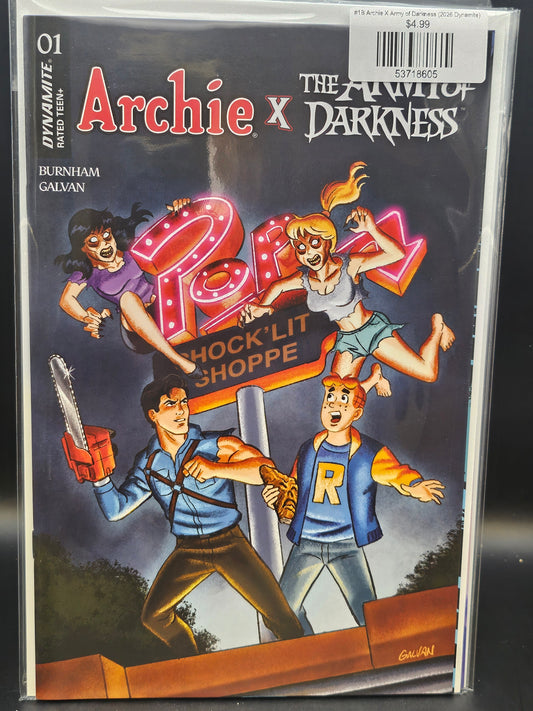 #1B Archie X Army of Darkness (2026 Dynamite)
$4.99
53718605
01
DYNAMITE®
RATED TEEN+
Archie® X THE ARMY OF DARKNESS™
BURNHAM
GALVAN
POP'S
CHOCK'LIT
SHOPPE
R
GALVAN